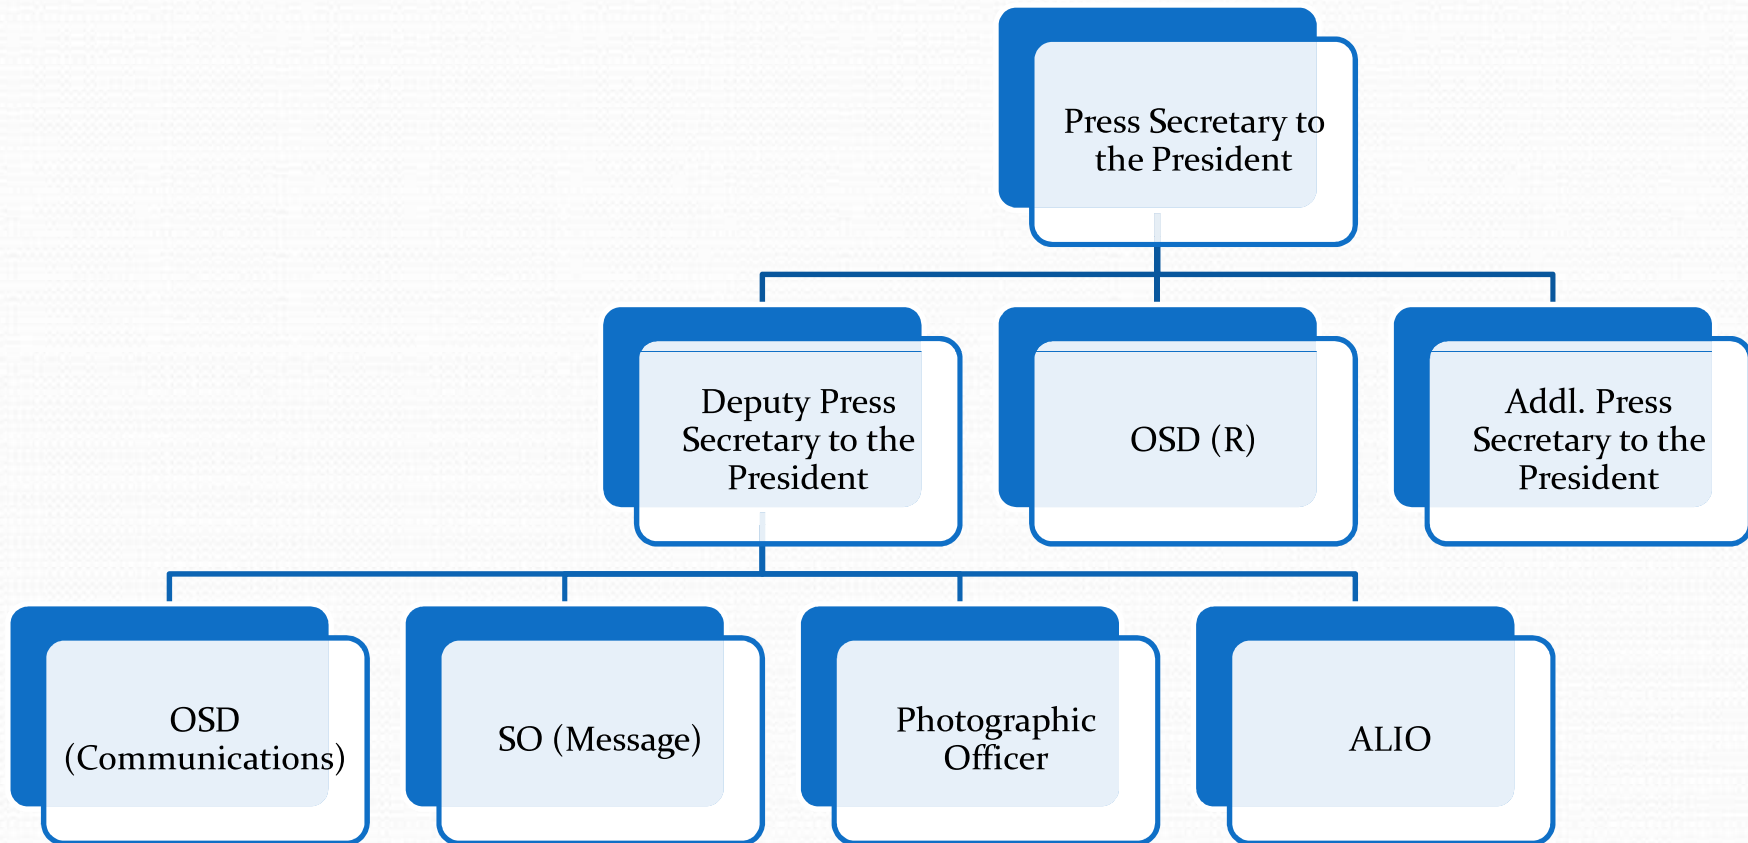 Press Secretary to
the President
Deputy Press
Secretary to the
President
OSD (R)
Addl. Press
Secretary to the
President
OSD
(Communications)
SO (Message)
Photographic
Officer
ALIO